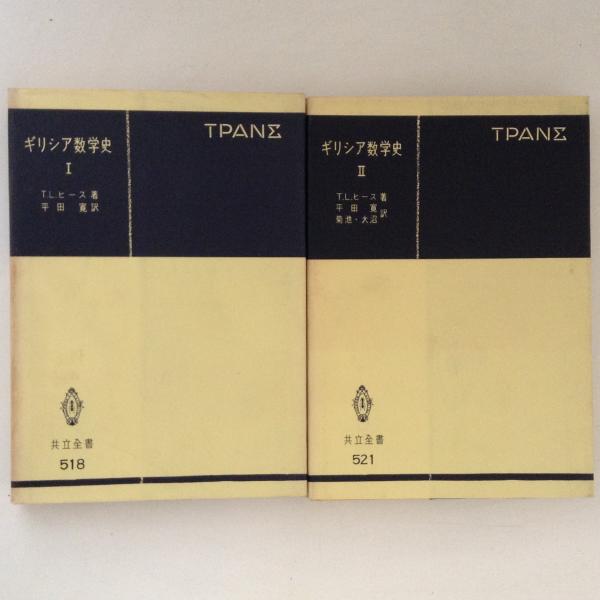 ギリシア数学史
I
T.L.ヒース 著
平田 寛 訳
TPANΣ
共立全書
518
ギリシア数学史
II
T.L.ヒース 著
平田 寛
菊池・大沼 訳
TPANΣ
共立全書
521